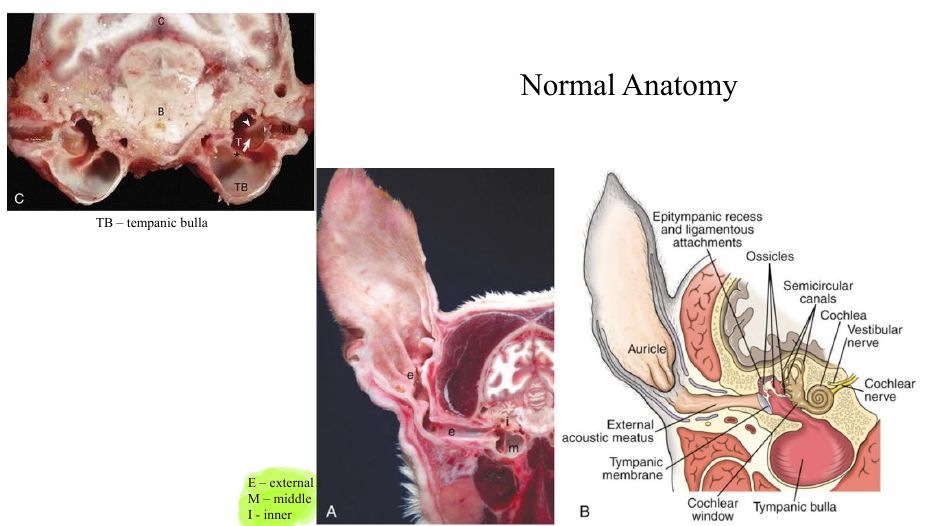 Normal Anatomy
C
B
M
T
*
TB
C
TB – tempanic bulla
e
e
i
m
A
E – external
M – middle
I - inner
Epitympanic recess
and ligamentous
attachments
Ossicles
Semicircular
canals
Cochlea
Vestibular
nerve
Cochlear
nerve
Auricle
External
acoustic meatus
Tympanic
membrane
Cochlear
window
Tympanic bulla
B